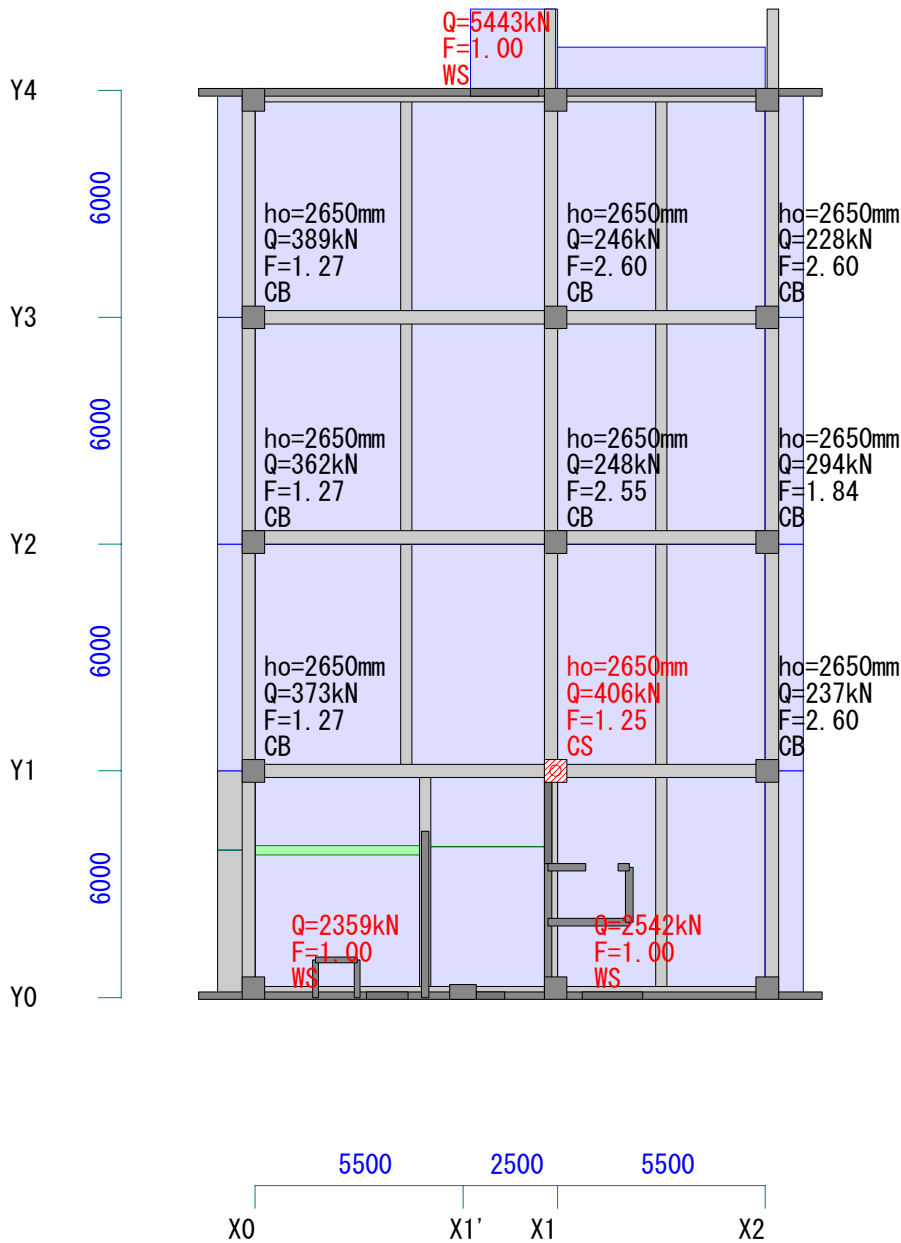 Q=5443kN
F=1.00
WS
Y4
6000
ho=2650mm
Q=389kN
F=1.27
CB
ho=2650mm
Q=246kN
F=2.60
CB
ho=2650mm
Q=228kN
F=2.60
CB
Y3
6000
ho=2650mm
Q=362kN
F=1.27
CB
ho=2650mm
Q=248kN
F=2.55
CB
ho=2650mm
Q=294kN
F=1.84
CB
Y2
6000
ho=2650mm
Q=373kN
F=1.27
CB
ho=2650mm
Q=406kN
F=1.25
CS
ho=2650mm
Q=237kN
F=2.60
CB
Y1
6000
Q=2359kN
F=1.00
WS
Q=2542kN
F=1.00
WS
Y0
5500
2500
5500
X0
X1'
X1
X2